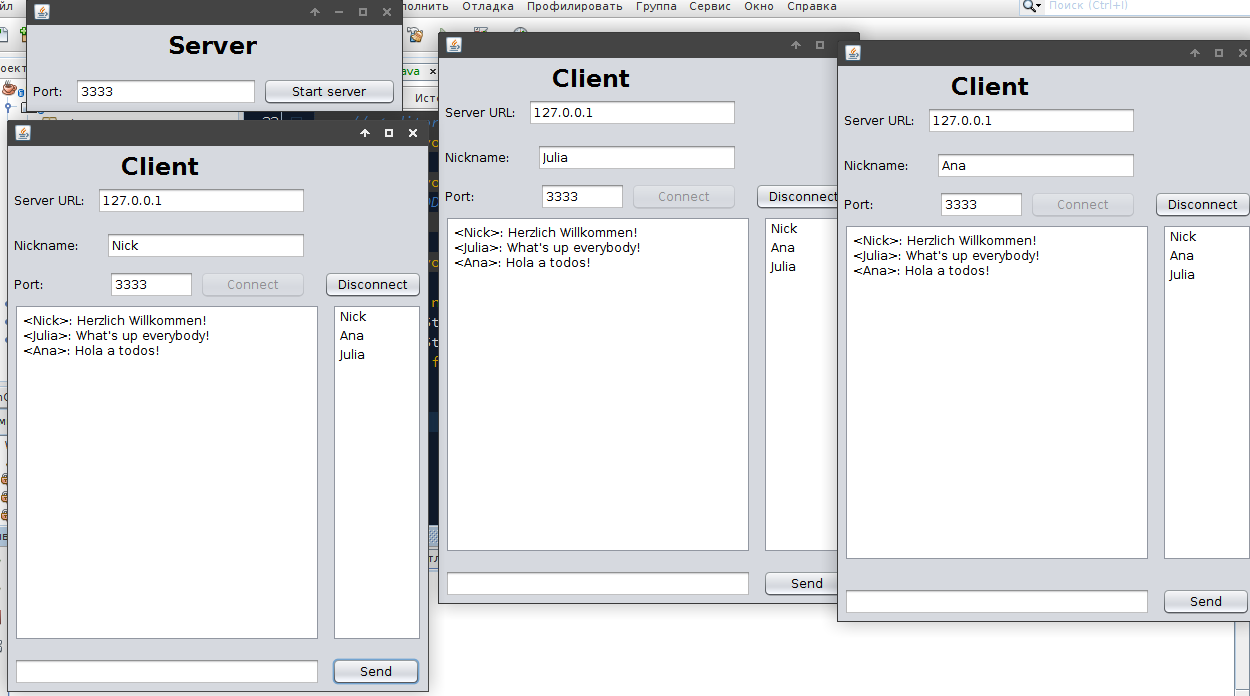 полнить Отладка Профилировать Группа Сервис Окно Справка
Поиск (Ctrl+I)
Server
Port: 3333 Start server
Client
Server URL: 127.0.0.1
Nickname: Nick
Port: 3333 Connect Disconnect
<Nick>: Herzlich Willkommen!
<Julia>: What's up everybody!
<Ana>: Hola a todos!
Nick
Ana
Julia
Send
Client
Server URL: 127.0.0.1
Nickname: Julia
Port: 3333 Connect Disconnect
<Nick>: Herzlich Willkommen!
<Julia>: What's up everybody!
<Ana>: Hola a todos!
Nick
Ana
Julia
Send
Client
Server URL: 127.0.0.1
Nickname: Ana
Port: 3333 Connect Disconnect
<Nick>: Herzlich Willkommen!
<Julia>: What's up everybody!
<Ana>: Hola a todos!
Nick
Ana
Julia
Send